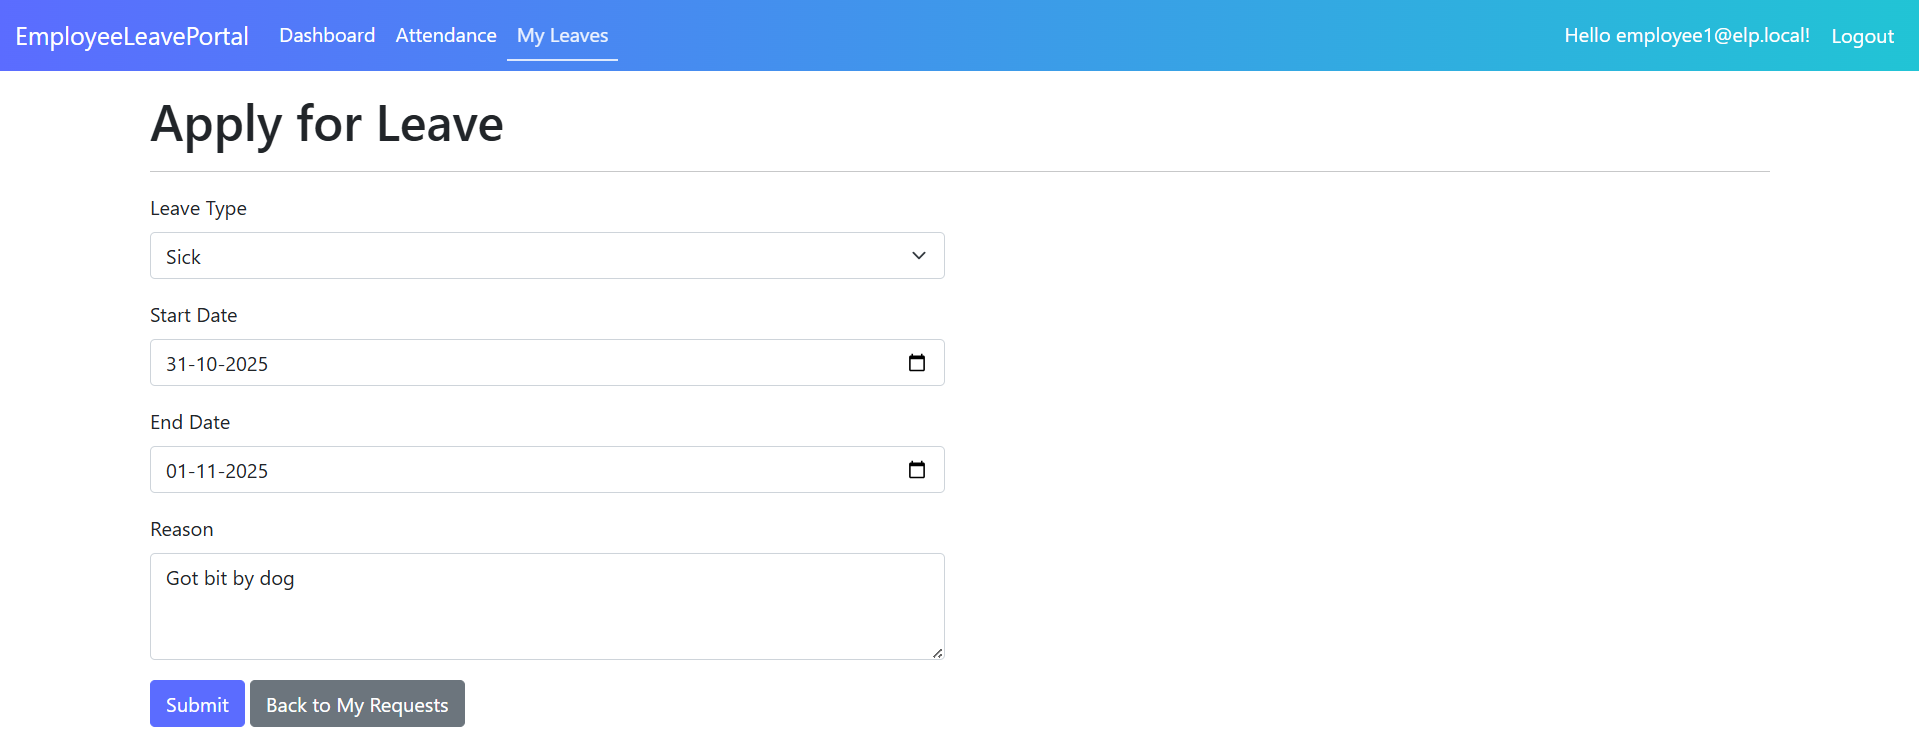 EmployeeLeavePortal Dashboard Attendance My Leaves Hello employee1@elp.local! Logout
Apply for Leave
Leave Type
Sick
Start Date
31-10-2025
End Date
01-11-2025
Reason
Got bit by dog
Submit Back to My Requests